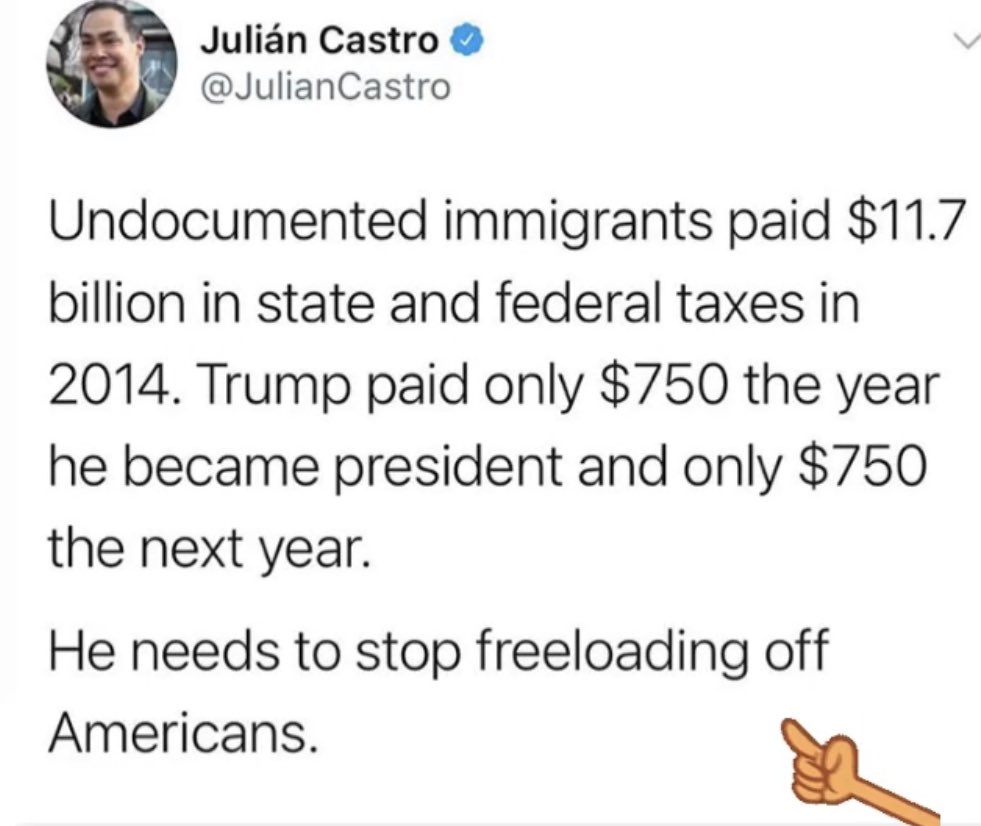 Julián Castro
@JulianCastro
Undocumented immigrants paid $11.7
billion in state and federal taxes in
2014. Trump paid only $750 the year
he became president and only $750
the next year.
He needs to stop freeloading off
Americans.